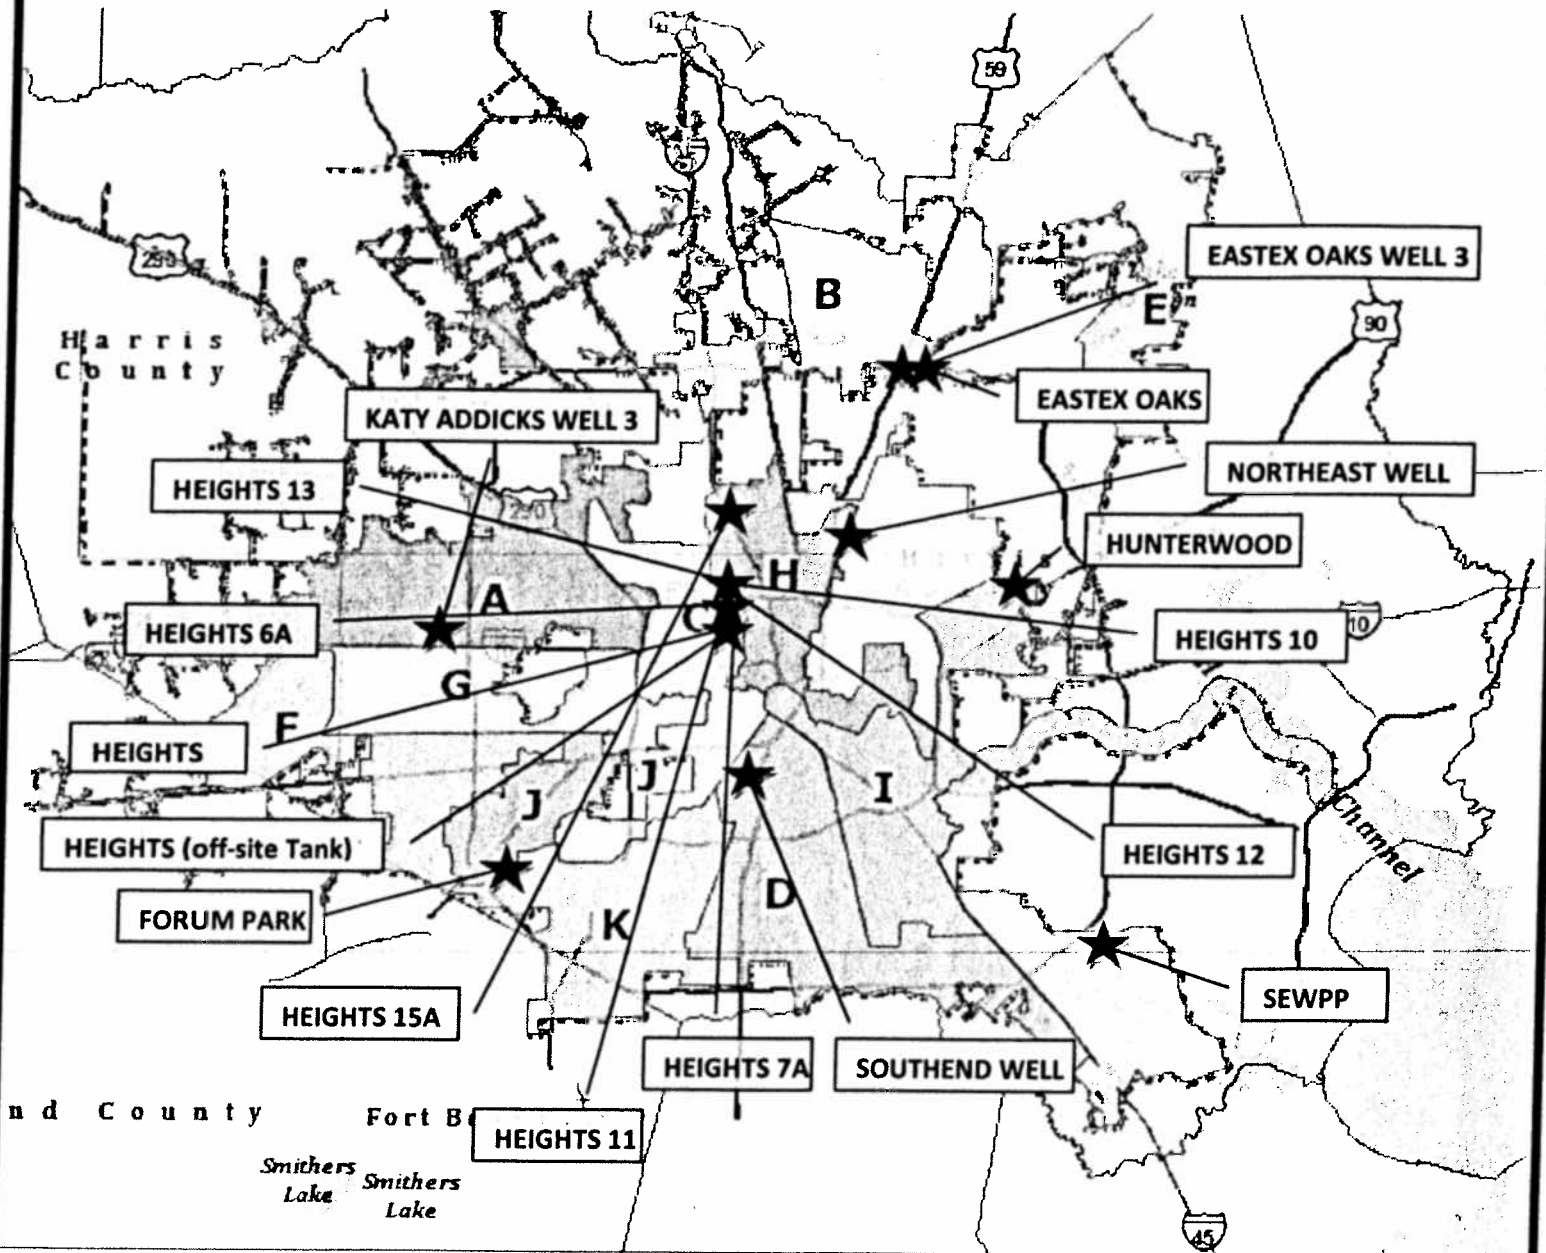 59
B
EASTEX OAKS WELL 3
E
90
Harris
County
EASTEX OAKS
KATY ADDICKS WELL 3
NORTHEAST WELL
HEIGHTS 13
HUNTERWOOD
H
A
C
HEIGHTS 6A
HEIGHTS 10
10
G
F
HEIGHTS
J
I
J
Channel
HEIGHTS (off-site Tank)
HEIGHTS 12
D
FORUM PARK
K
SEWPP
HEIGHTS 15A
HEIGHTS 7A
SOUTHEND WELL
nd County
Fort Be
HEIGHTS 11
Smithers
Lake
Smithers
Lake
45